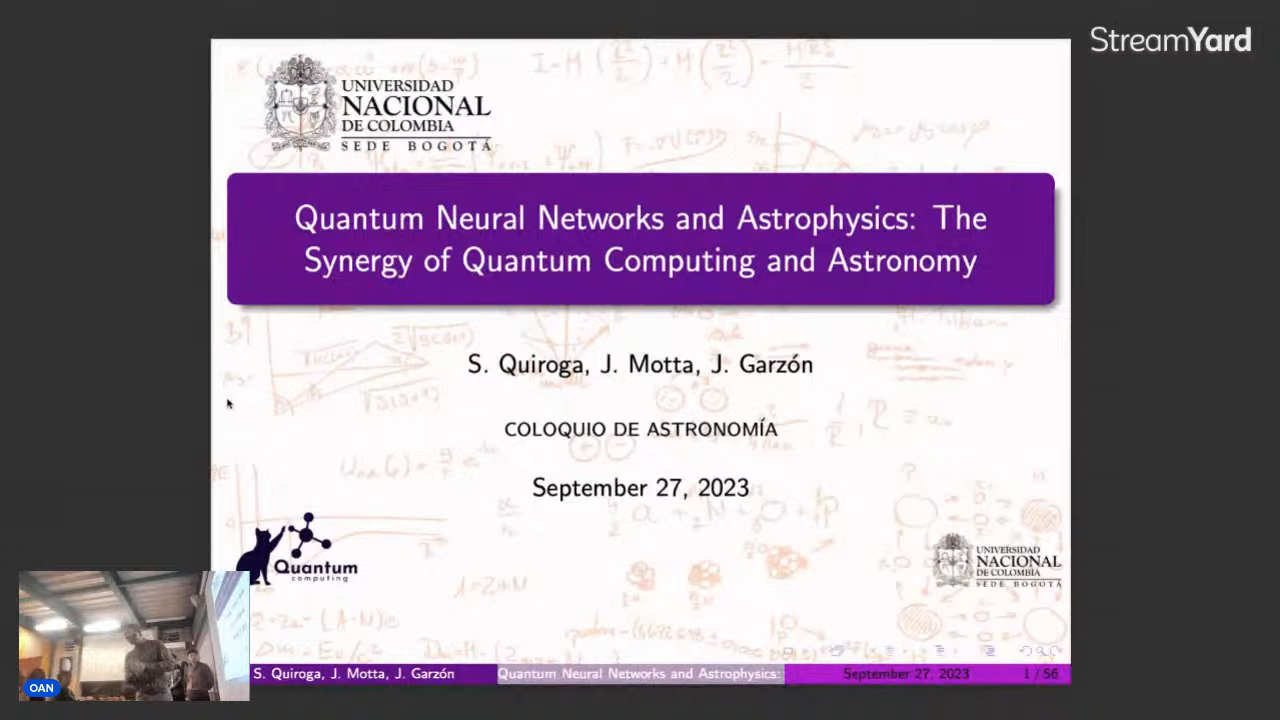 StreamYard
UNIVERSIDAD
NACIONAL
DE COLOMBIA
SEDE BOGOTÁ
Quantum Neural Networks and Astrophysics: The
Synergy of Quantum Computing and Astronomy
S. Quiroga, J. Motta, J. Garzón
COLOQUIO DE ASTRONOMÍA
September 27, 2023
Quantum
computing
UNIVERSIDAD
NACIONAL
DE COLOMBIA
SEDE BOGOTÁ
OAN
S. Quiroga, J. Motta, J. Garzón
Quantum Neural Networks and Astrophysics:
September 27, 2023
1 / 56